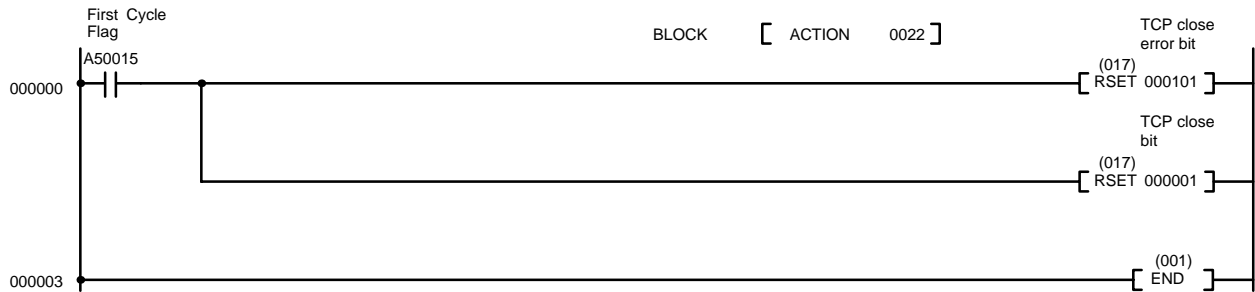 First Cycle
Flag
BLOCK [ ACTION 0022 ]
TCP close
error bit
A50015
(017)
000000
[ RSET 000101 ]
TCP close
bit
(017)
[ RSET 000001 ]
(001)
000003
[ END ]